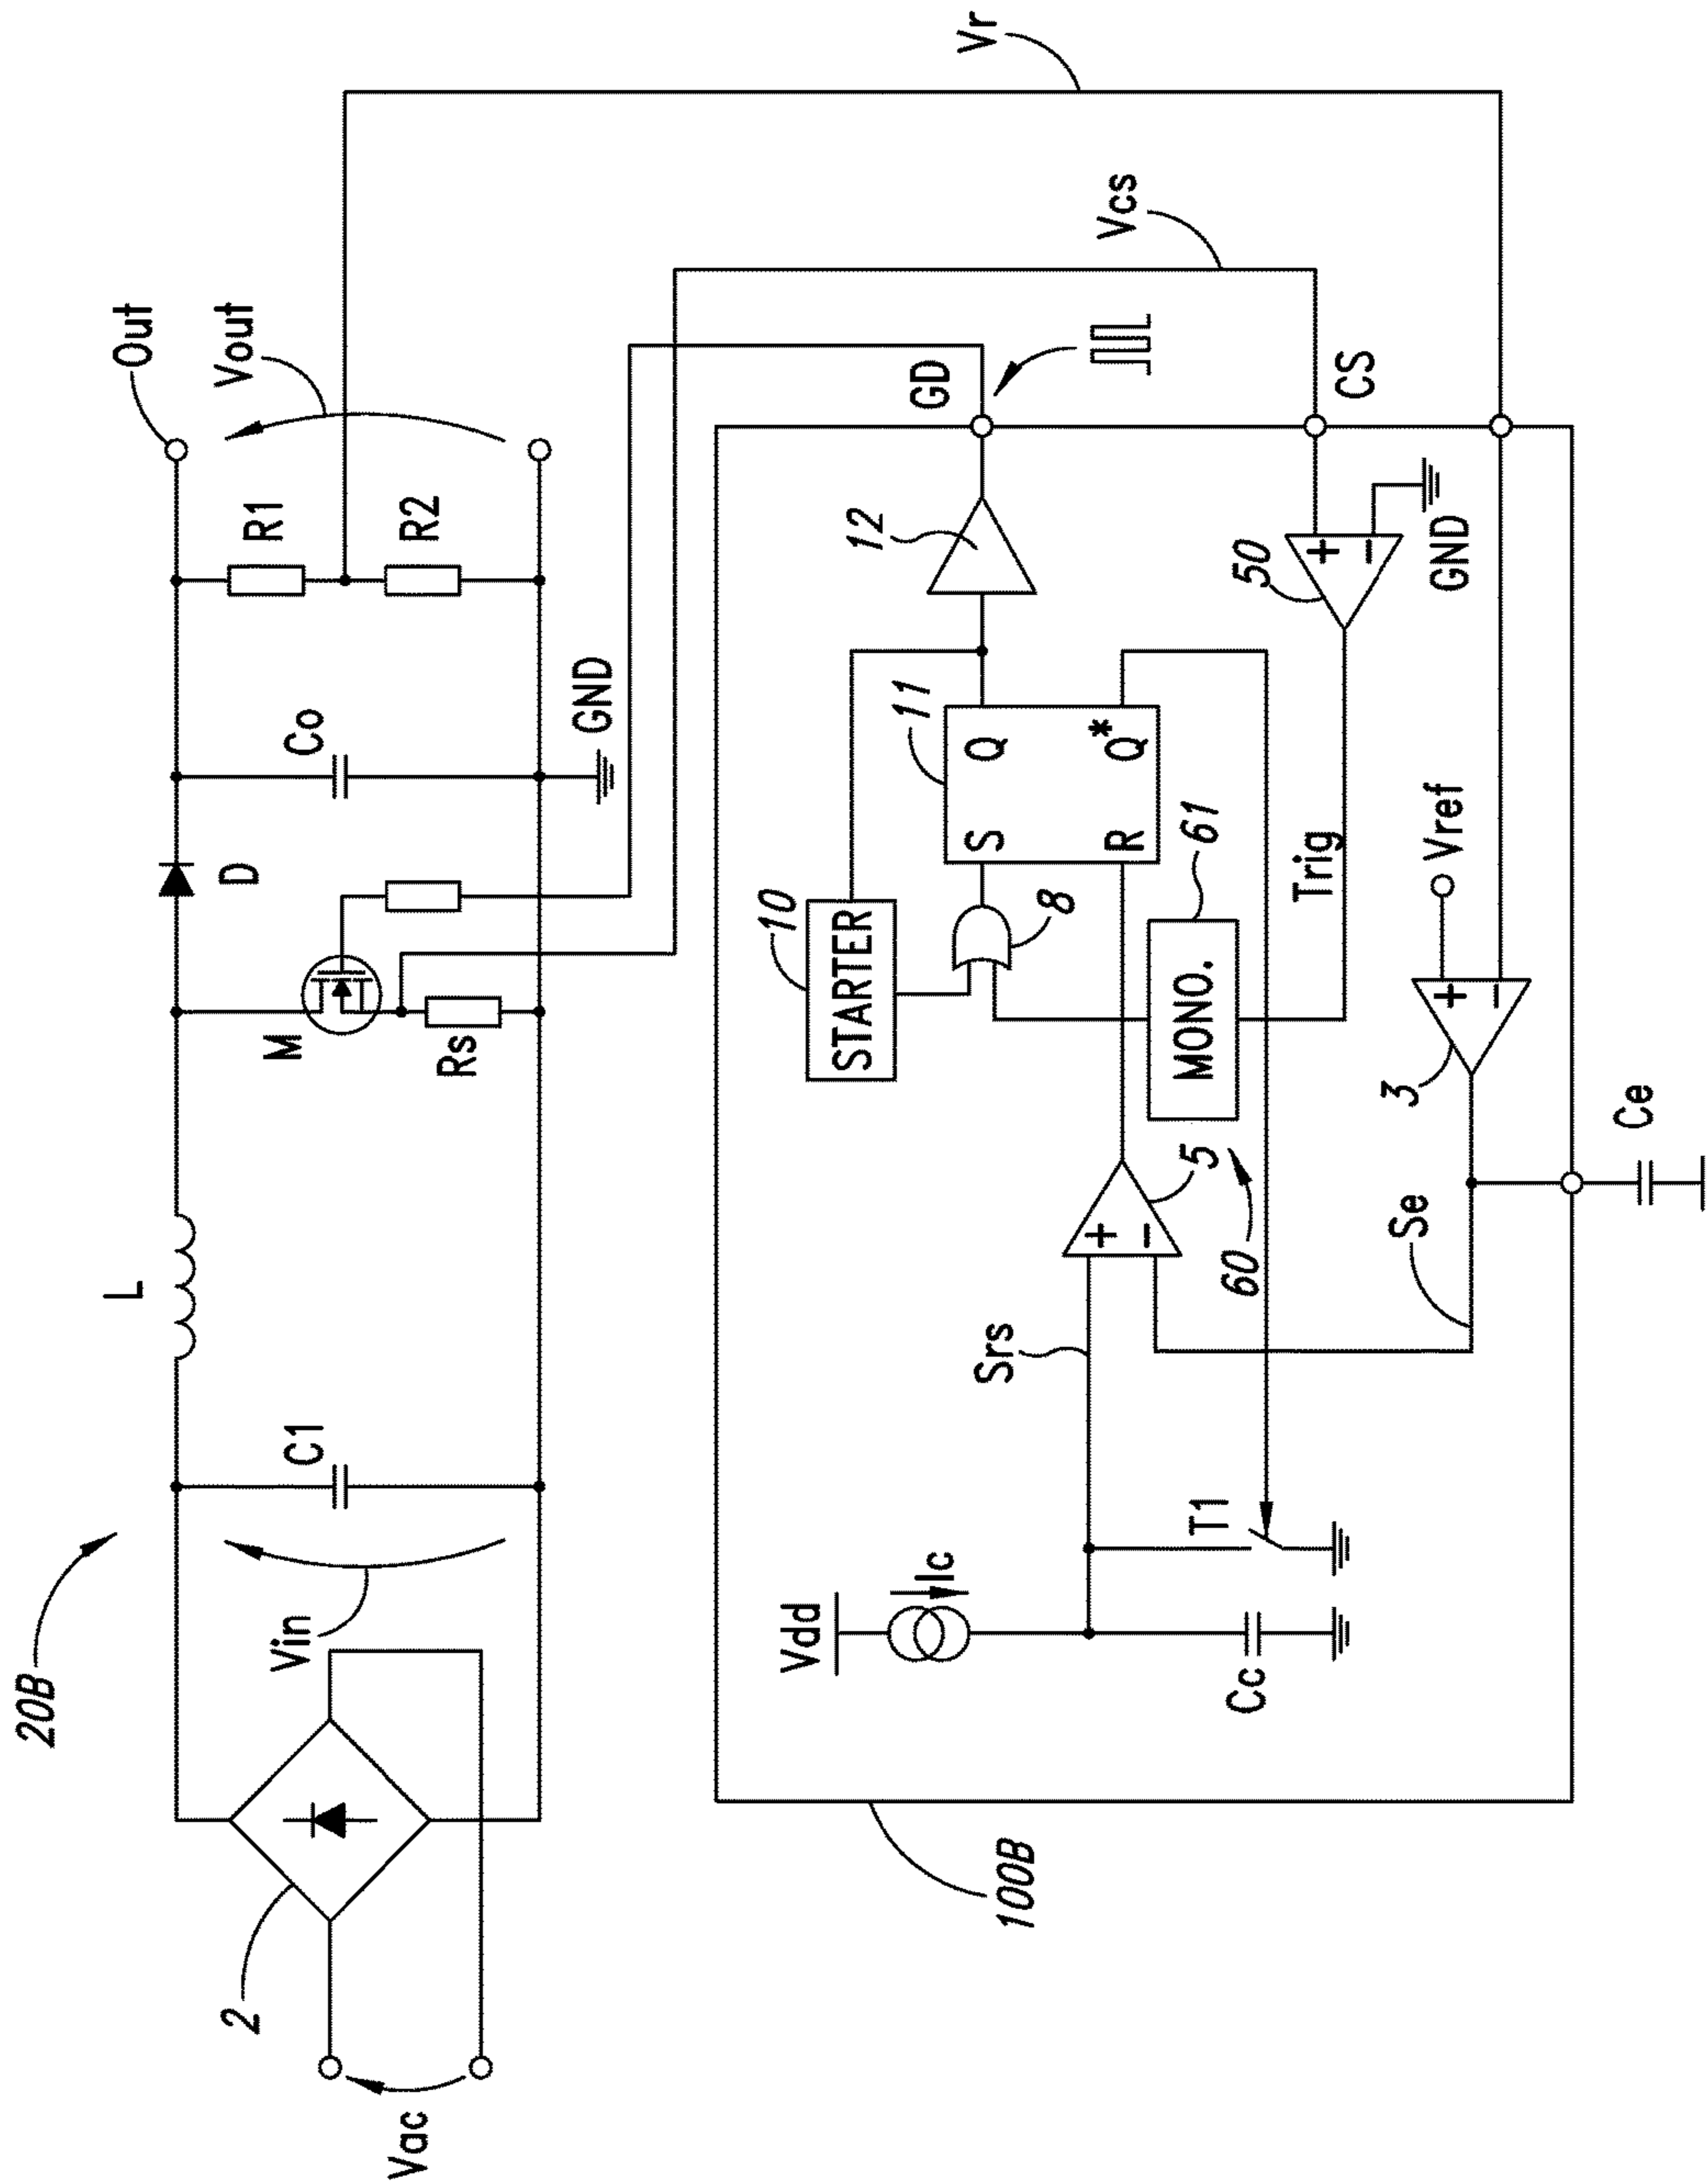 20B
Out
Vout
L
D
Vin
C1
M
Rs
Co
R1
R2
Vr
2
Vac
GND
Vcs
100B
Vdd
Ic
STARTER
10
11
12
GD
Srs
S
Q
8
Cc
T1
+
-
5
R
Q*
60
MONO.
61
50
+
-
CS
GND
Trig
Se
Vref
+
-
3
Ce